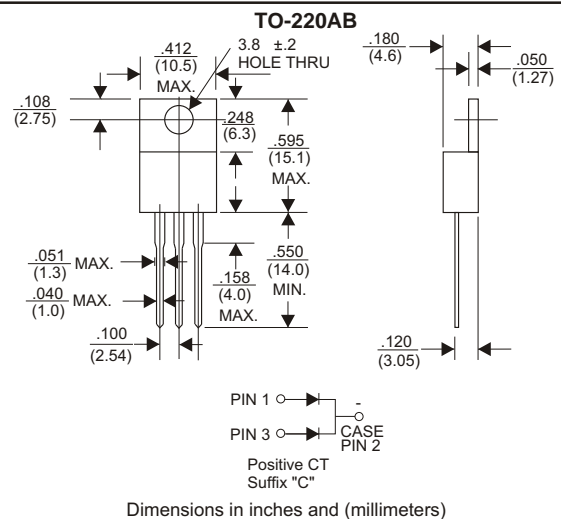 TO-220AB
.412
(10.5)
MAX.
3.8 ±.2
HOLE THRU
.180
(4.6)
.050
(1.27)
.108
(2.75)
.248
(6.3)
.595
(15.1)
MAX.
.051
(1.3)
MAX.
.040
(1.0)
MAX.
.158
(4.0)
MAX.
.550
(14.0)
MIN.
.100
(2.54)
.120
(3.05)
PIN 1
-
PIN 3
CASE
PIN 2
Positive CT
Suffix "C"
Dimensions in inches and (millimeters)